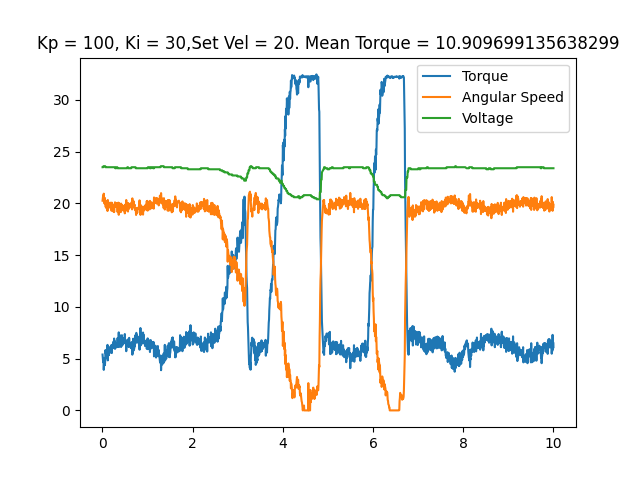 Kp = 100, Ki = 30,Set Vel = 20. Mean Torque = 10.909699135638299
Torque
Angular Speed
Voltage
30
25
20
15
10
5
0
0 2 4 6 8 10